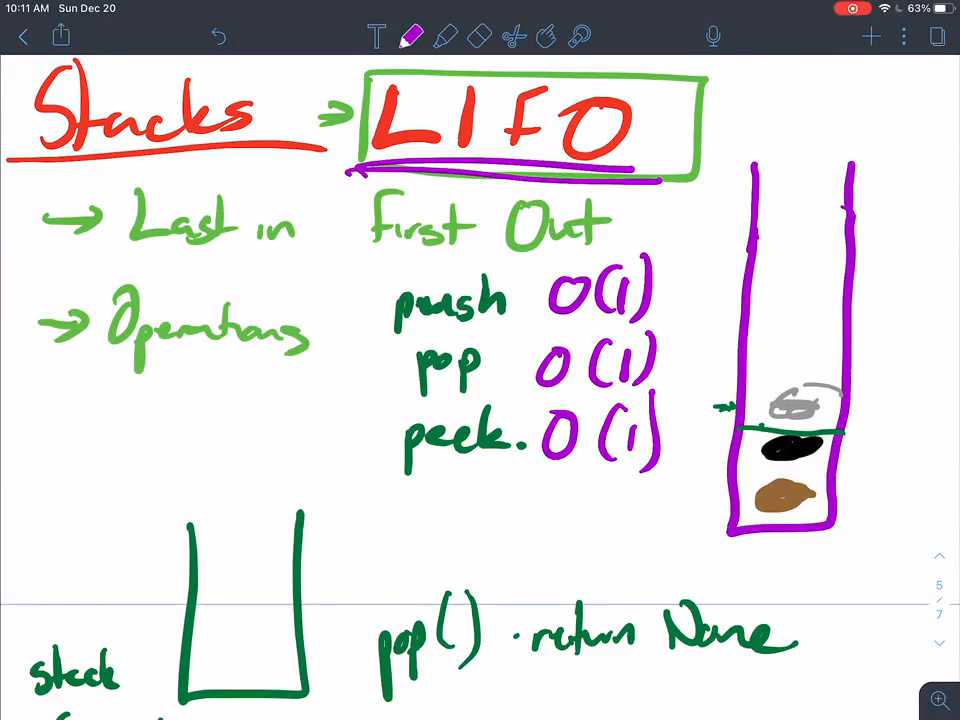 10:11 AM Sun Dec 20
63%
T
Stacks → LIFO
→ Last in First Out
→ Operations
push O(1)
pop O(1)
peek. O(1)
5
/
7
pop() . return None
stack